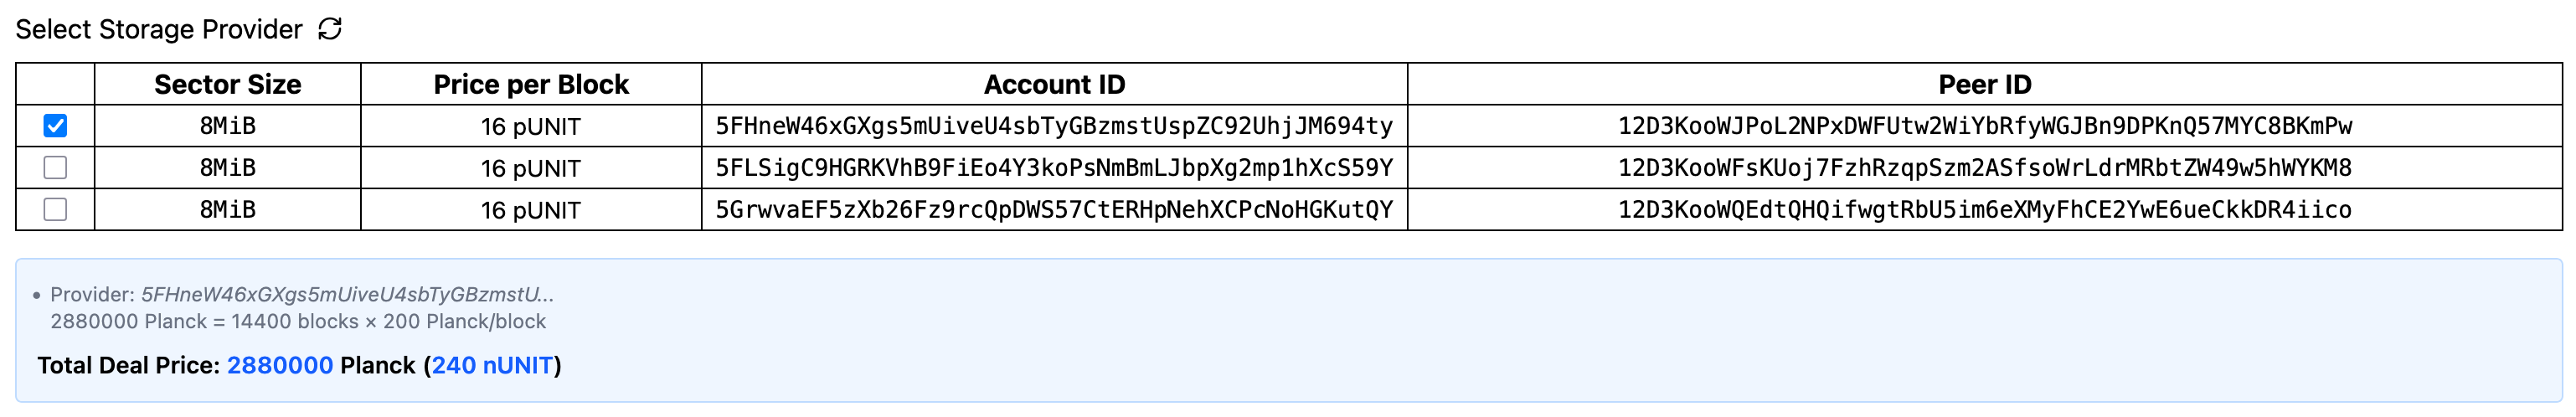 Select Storage Provider
Sector Size Price per Block Account ID Peer ID
8MiB 16 pUNIT 5FHneW46xGXgs5mUiveU4sbTyGBzmstUspZC92UhjJM694ty 12D3KooWJPoL2NPxDWFUtw2WiYbRfyWGJBn9DPKnQ57MYC8BKmPw
8MiB 16 pUNIT 5FLSigC9HGRKVhB9FiEo4Y3koPsNmBmLJbpXg2mp1hXcS59Y 12D3KooWFsKUoj7FzhRzqpSzm2ASfsoWrLdrMRbtZW49w5hWYKM8
8MiB 16 pUNIT 5GrwvaEF5zXb26Fz9rcQpDWS57CtERHpNehXCPcNoHGKutQY 12D3KooWQEdtQHQifwgtRbU5im6eXMyFhCE2YwE6ueCkkDR4iico
• Provider: 5FHneW46xGXgs5mUiveU4sbTyGBzmstU...
2880000 Planck = 14400 blocks × 200 Planck/block
Total Deal Price: 2880000 Planck (240 nUNIT)